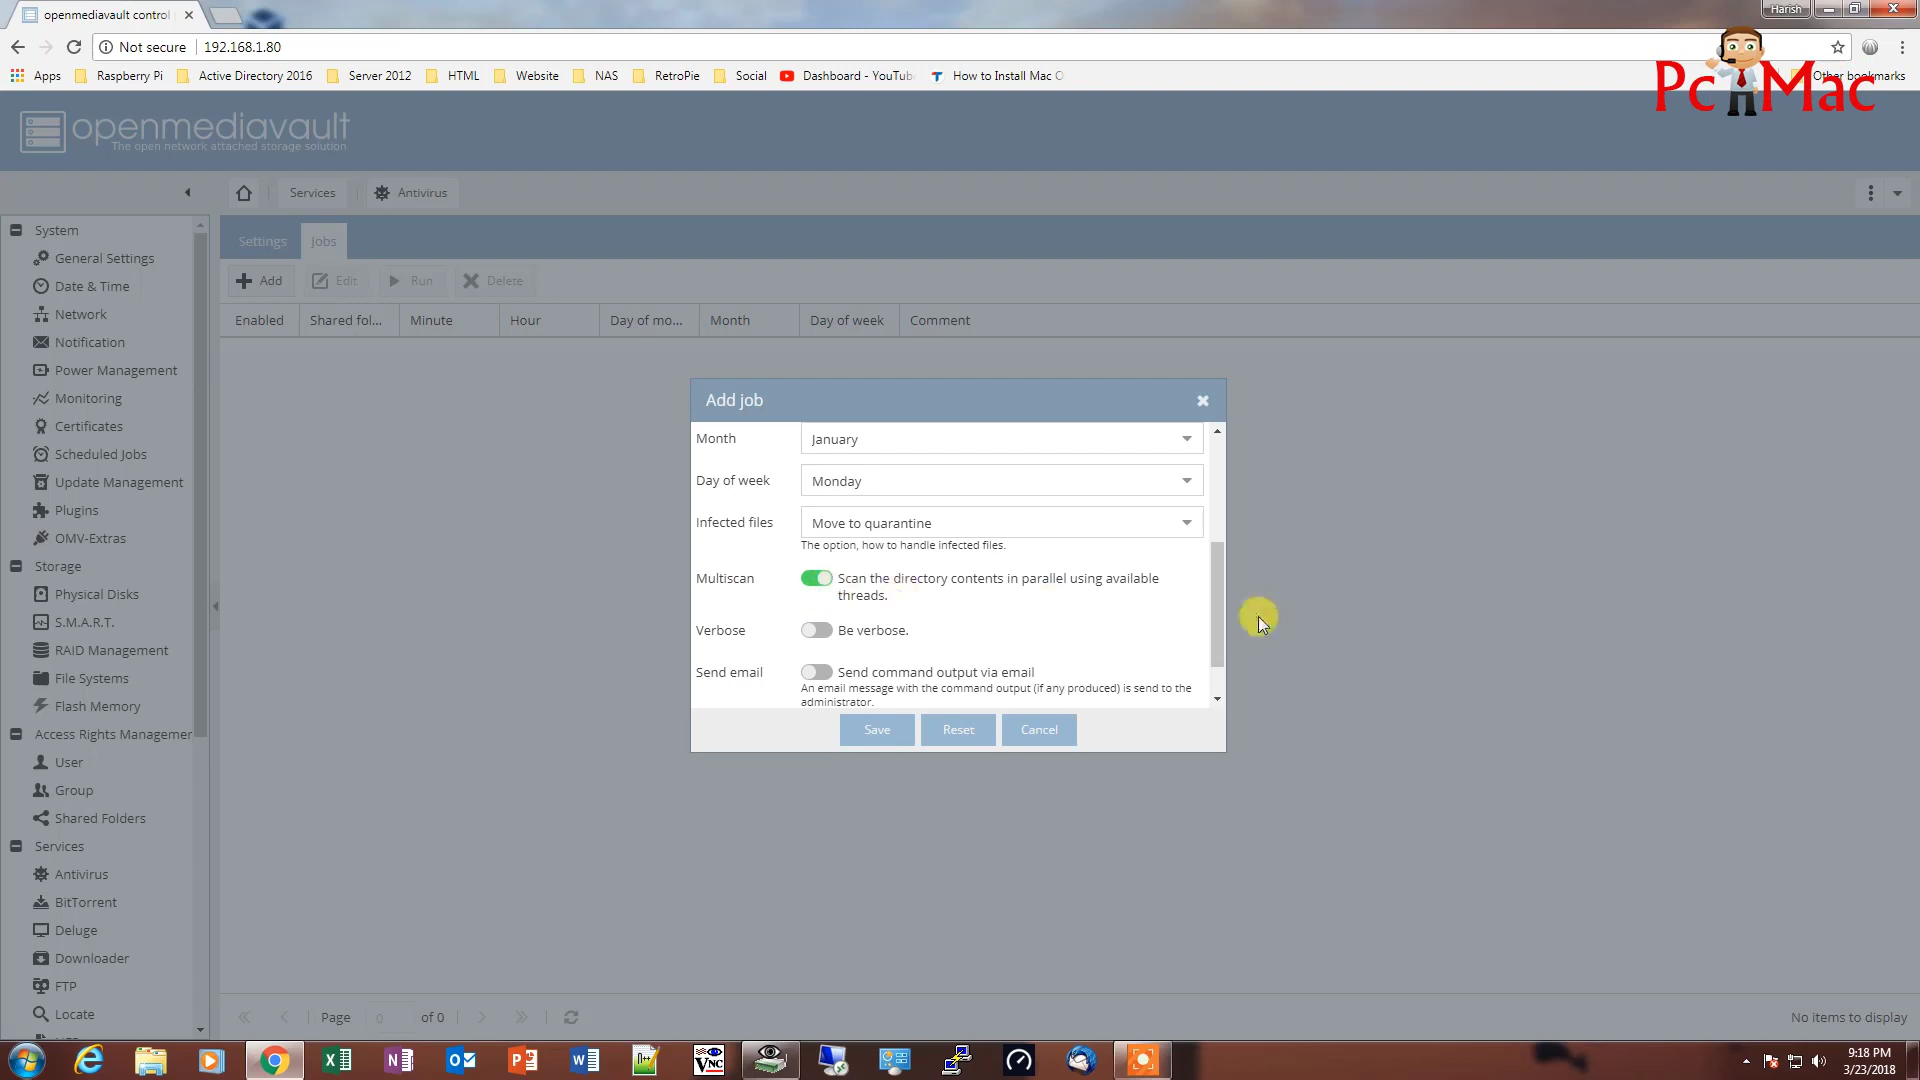 openmediavault control
Harish
Not secure
192.168.1.80
Apps
Raspberry Pi
Active Directory 2016
Server 2012
HTML
Website
NAS
RetroPie
Social
Dashboard - YouTub
How to Install Mac O
Other bookmarks
Pc Mac
openmediavault
The open network attached storage solution
Services
Antivirus
System
General Settings
Date & Time
Network
Notification
Power Management
Monitoring
Certificates
Scheduled Jobs
Update Management
Plugins
OMV-Extras
Storage
Physical Disks
S.M.A.R.T.
RAID Management
File Systems
Flash Memory
Access Rights Managemen
User
Group
Shared Folders
Services
Antivirus
BitTorrent
Deluge
Downloader
FTP
Locate
Settings
Jobs
Add
Edit
Run
Delete
Enabled
Shared fol...
Minute
Hour
Day of mo...
Month
Day of week
Comment
Add job
Month
January
Day of week
Monday
Infected files
Move to quarantine
The option, how to handle infected files.
Multiscan
Scan the directory contents in parallel using available
threads.
Verbose
Be verbose.
Send email
Send command output via email
An email message with the command output (if any produced) is send to the
administrator.
Save
Reset
Cancel
Page
0
of 0
No items to display
9:18 PM
3/23/2018